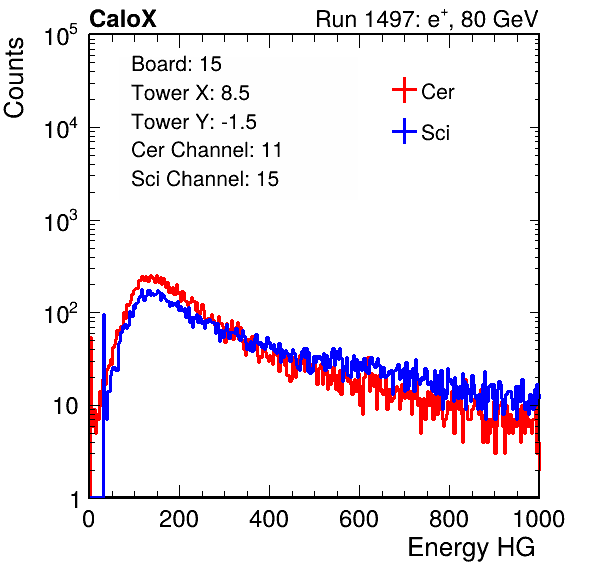 CaloX Run 1497: e⁺, 80 GeV
Counts
10⁵
10⁴
10³
10²
10
1
Board: 15
Tower X: 8.5
Tower Y: -1.5
Cer Channel: 11
Sci Channel: 15
Cer
Sci
0 200 400 600 800 1000
Energy HG